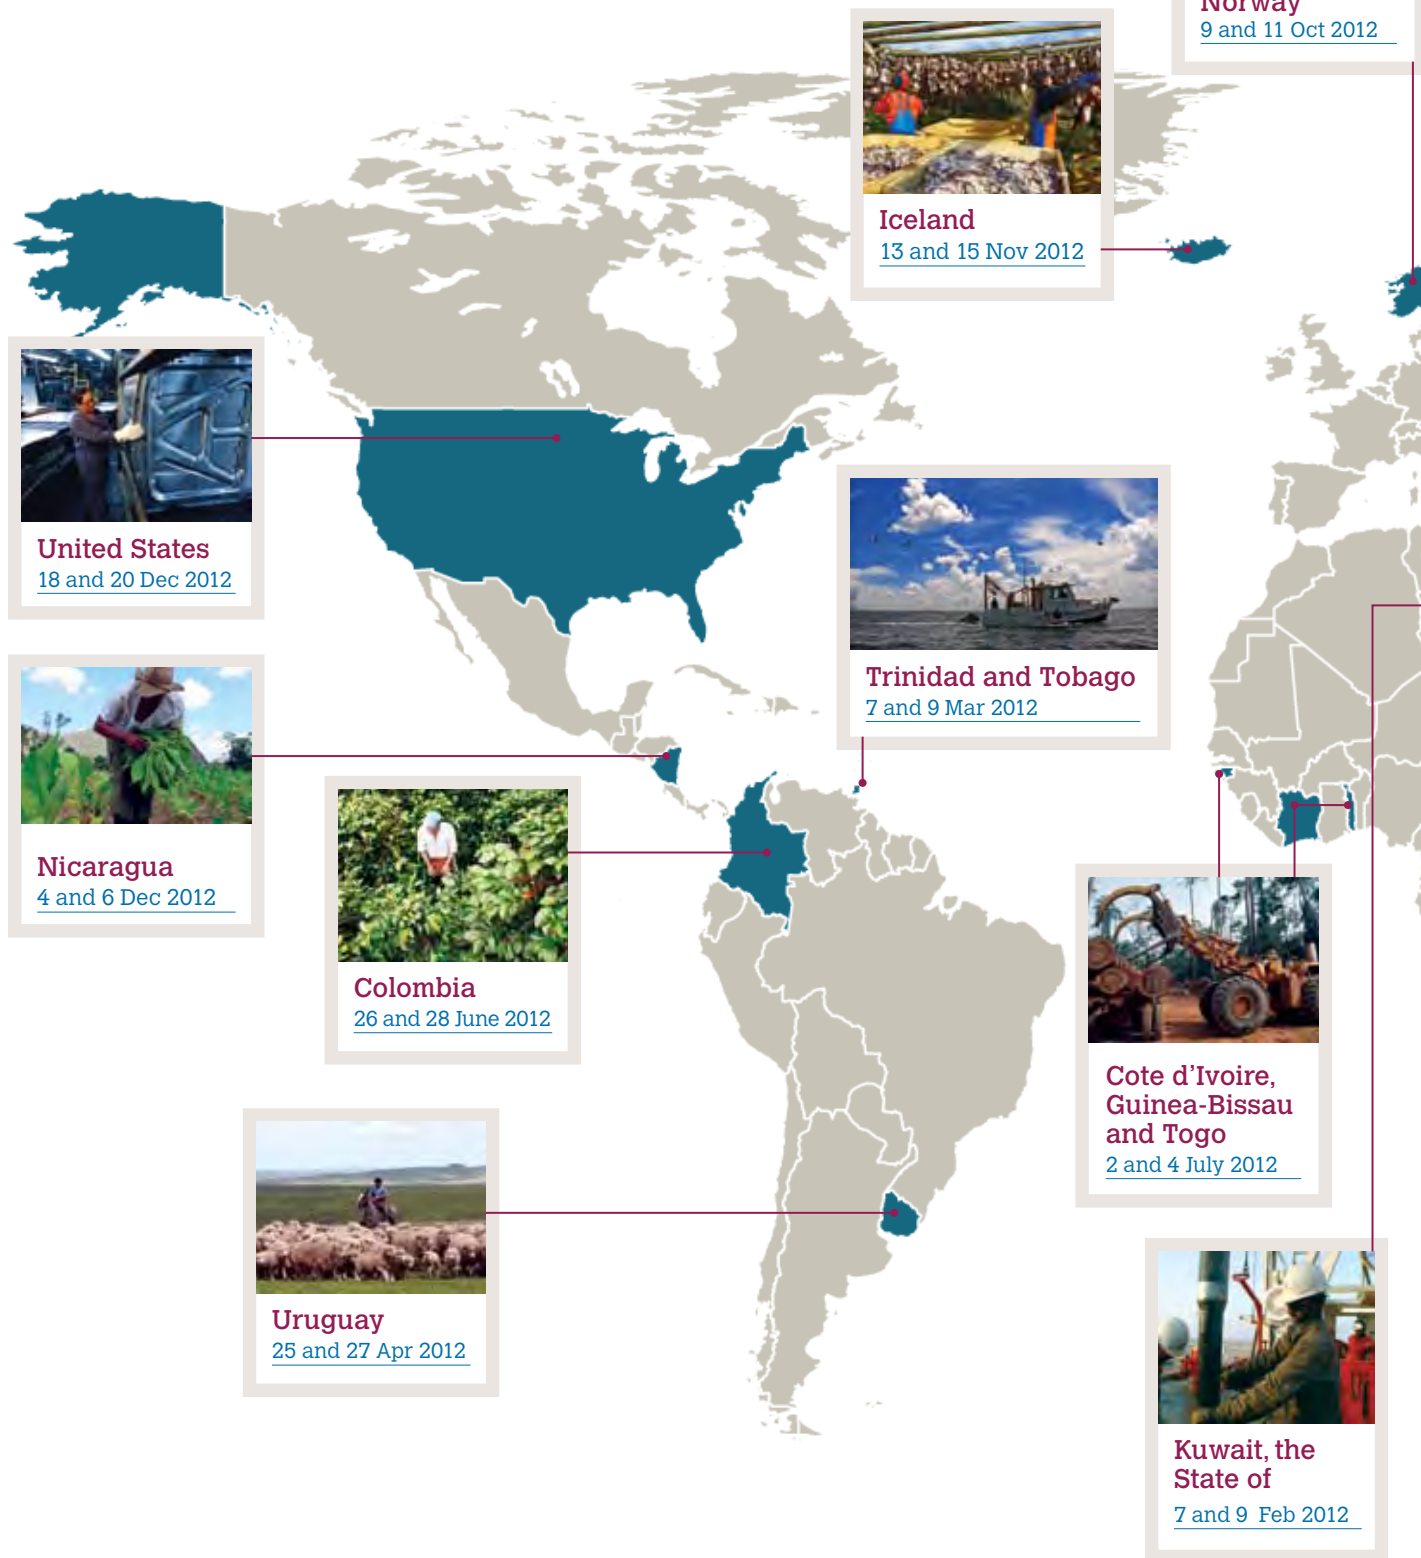 Norway
9 and 11 Oct 2012
Iceland
13 and 15 Nov 2012
United States
18 and 20 Dec 2012
Trinidad and Tobago
7 and 9 Mar 2012
Nicaragua
4 and 6 Dec 2012
Colombia
26 and 28 June 2012
Cote d’Ivoire,
Guinea-Bissau
and Togo
2 and 4 July 2012
Uruguay
25 and 27 Apr 2012
Kuwait, the
State of
7 and 9 Feb 2012